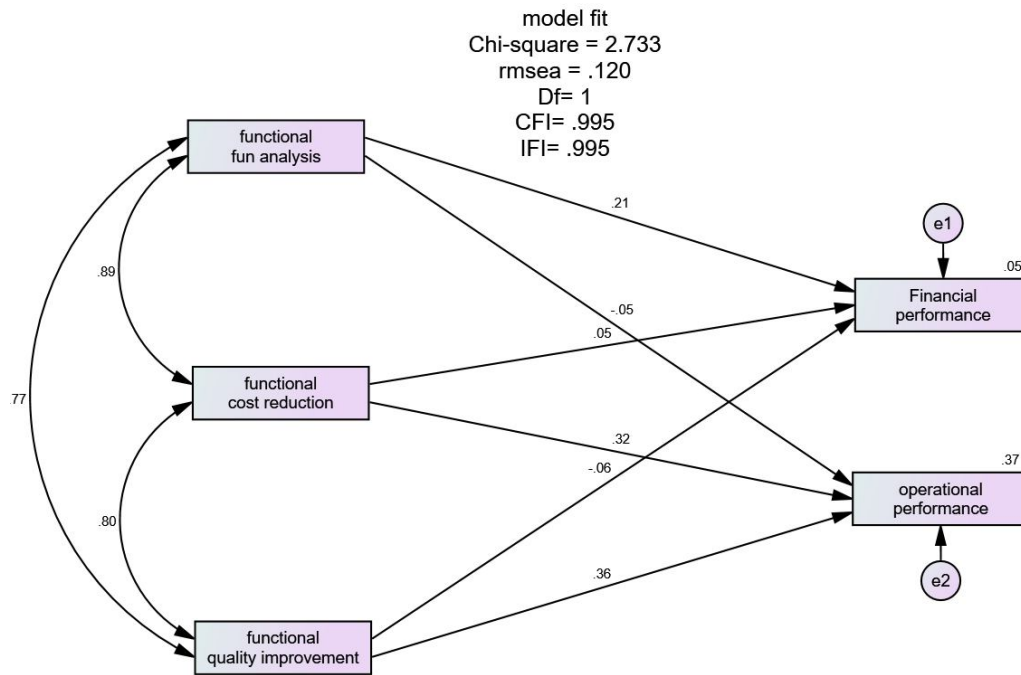 model fit
Chi-square = 2.733
rmsea = .120
Df= 1
CFI= .995
IFI= .995
functional
fun analysis
.21
e1
.05
Financial
performance
.89
-.05
.05
functional
cost reduction
.77
.32
-.06
.37
operational
performance
.80
.36
e2
functional
quality improvement